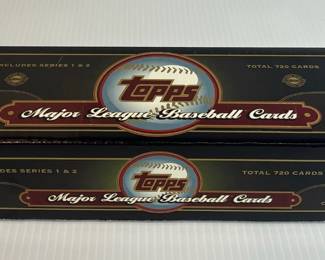 INCLUDES SERIES 1 & 2
TOTAL 720 CARDS
Topps
Major League Baseball Cards
DES SERIES 1 & 2
TOTAL 720 CARDS
Topps
Major League Baseball Cards